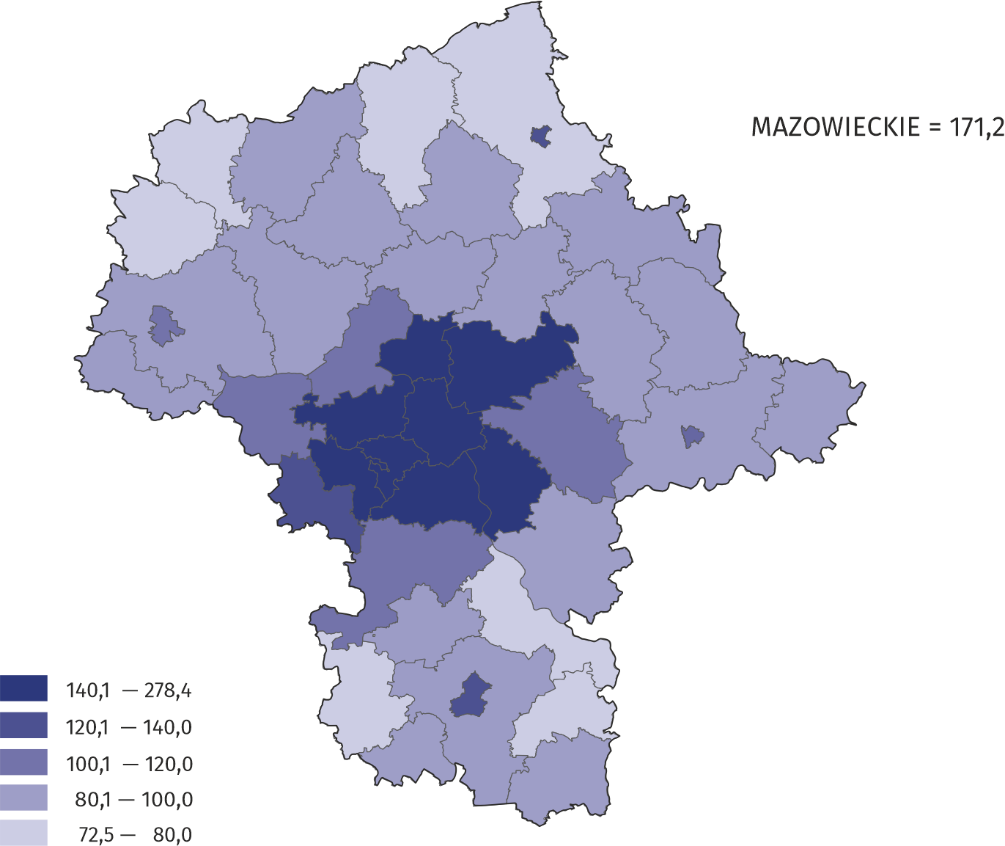 MAZOWIECKIE = 171,2
140,1 — 278,4
120,1 — 140,0
100,1 — 120,0
80,1 — 100,0
72,5 — 80,0